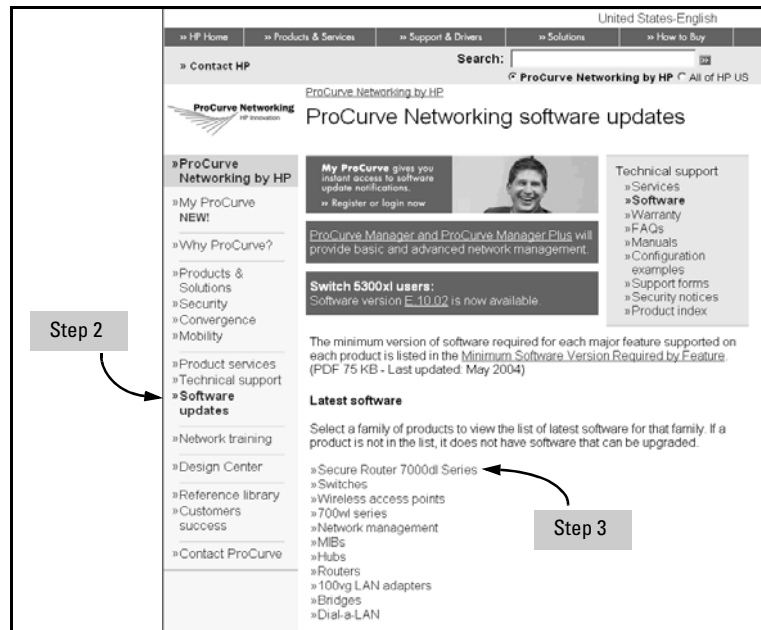 United States-English
» HP Home
» Products & Services
» Support & Drivers
» Solutions
» How to Buy
» Contact HP
Search:
»
ProCurve Networking by HP
All of HP US
ProCurve Networking
HP Innovation
ProCurve Networking by HP
ProCurve Networking software updates
»ProCurve
Networking by HP
»My ProCurve
NEW!
»Why ProCurve?
»Products &
Solutions
»Security
»Convergence
»Mobility
»Product services
»Technical support
»Software
updates
»Network training
»Design Center
»Reference library
»Customers
success
»Contact ProCurve
Step 2
My ProCurve gives you
instant access to software
update notifications.
» Register or login now
ProCurve Manager and ProCurve Manager Plus will
provide basic and advanced network management.
Switch 5300xl users:
Software version E.10.02 is now available.
Technical support
»Services
»Software
»Warranty
»FAQs
»Manuals
»Configuration
examples
»Support forms
»Security notices
»Product index
The minimum version of software required for each major feature supported on
each product is listed in the Minimum Software Version Required by Feature.
(PDF 75 KB - Last updated: May 2004)
Latest software
Select a family of products to view the list of latest software for that family. If a
product is not in the list, it does not have software that can be upgraded.
»Secure Router 7000dl Series
»Switches
»Wireless access points
»700wl series
»Network management
»MIBs
»Hubs
»Routers
»100vg LAN adapters
»Bridges
»Dial-a-LAN
Step 3